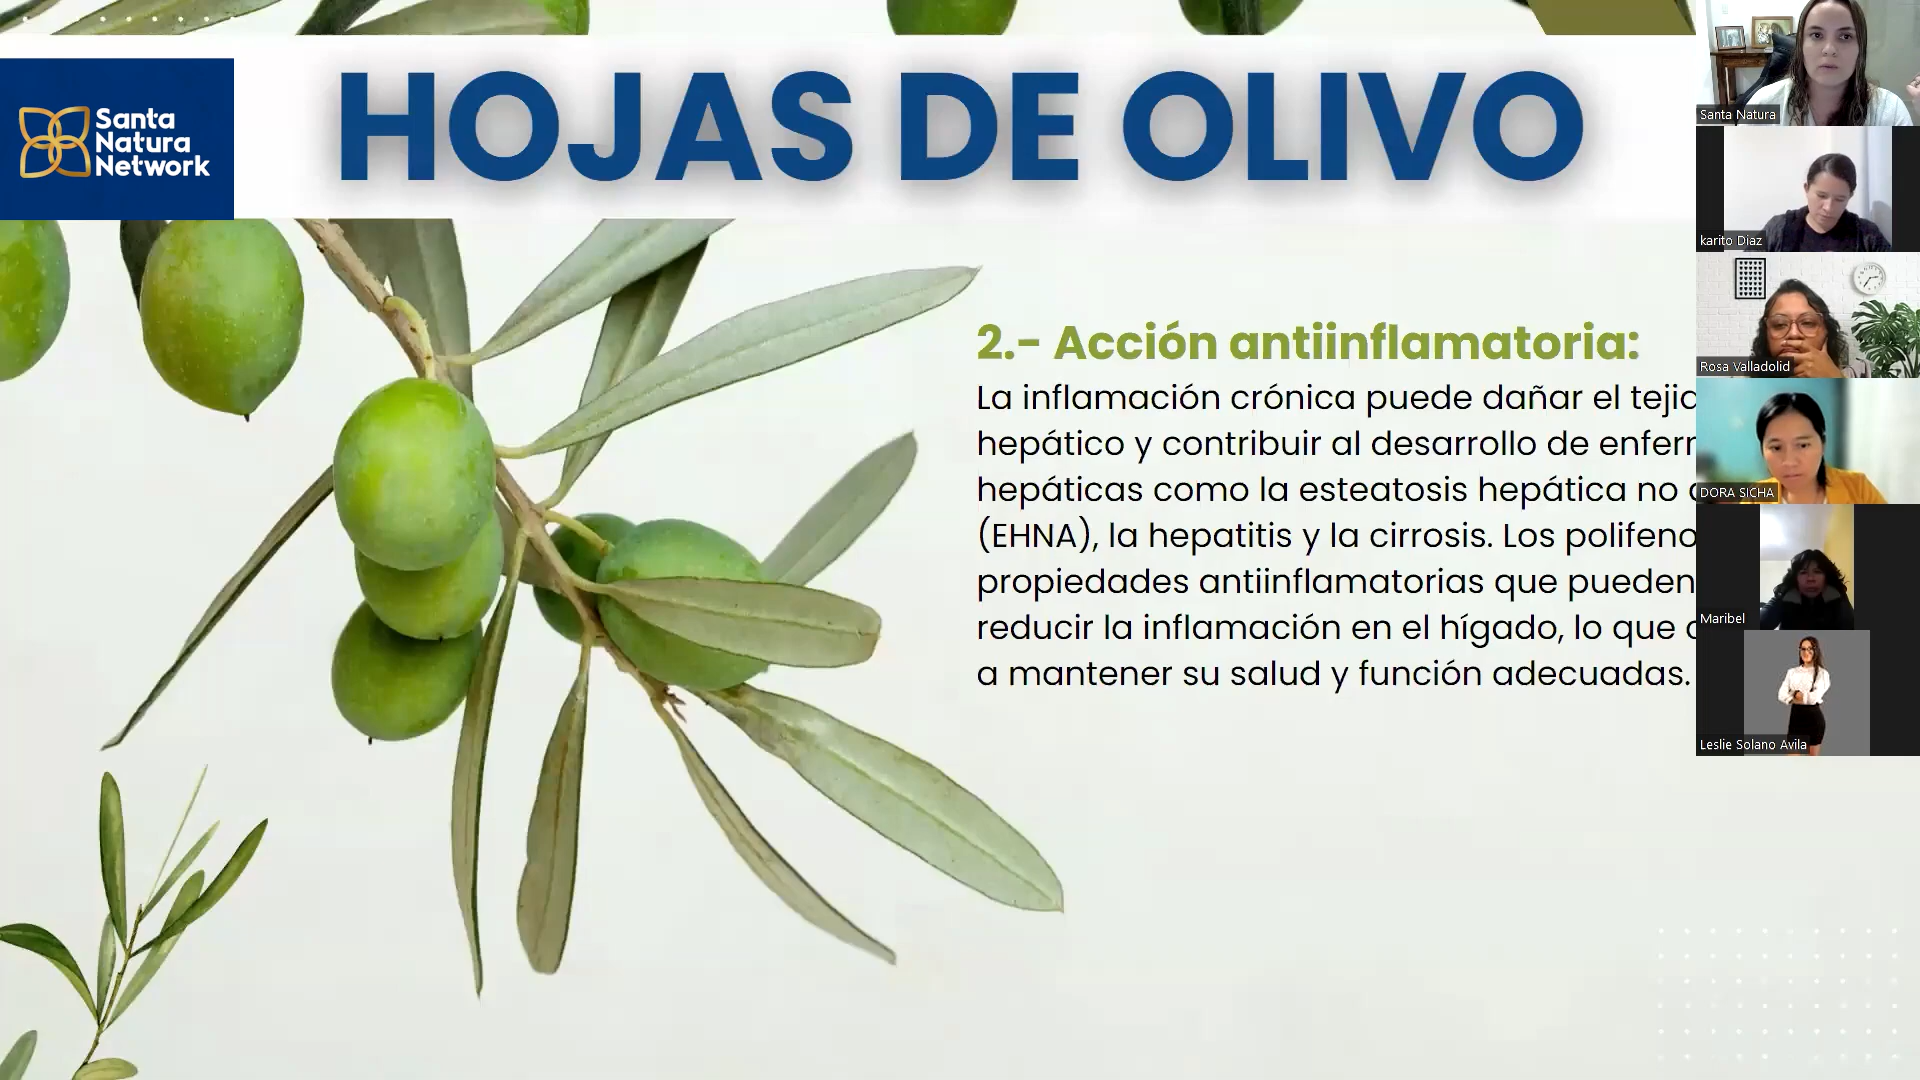 Santa
Natura
Network
HOJAS DE OLIVO
2.- Acción antiinflamatoria:
La inflamación crónica puede dañar el
hepático y contribuir al desarrollo de
hepáticas como la esteatosis hepática no
(EHNA), la hepatitis y la cirrosis. Los
propiedades antiinflamatorias que pueden
reducir la inflamación en el hígado, lo que
a mantener su salud y función adecuadas.
Santa Natura
karito Diaz
Rosa Valladolid
DORA SICHA
Maribel
Leslie Solano Avila